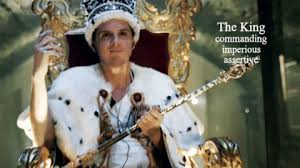 The King
commanding
imperious
assertive